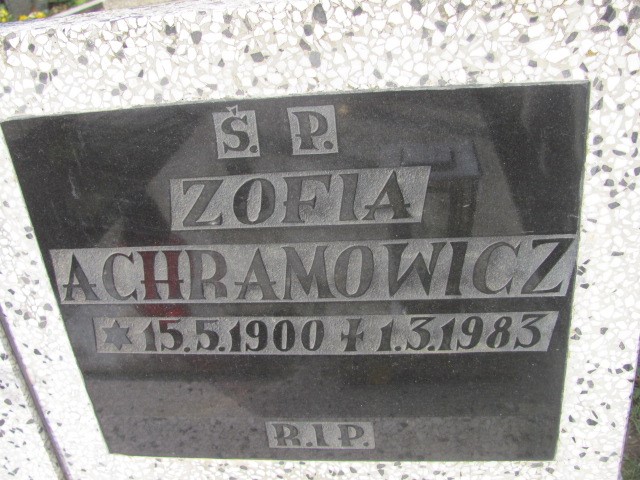 Ś. P.
ZOFIA
ACHRAMOWICZ
✶ 15.5.1900 ✝ 1.3.1983
R.I.P.